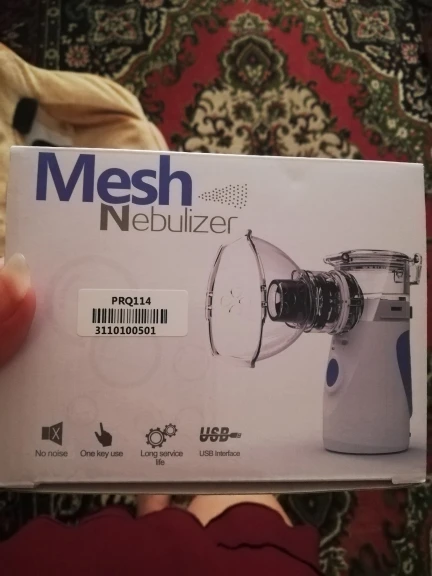 Mesh
Nebulizer
PRQ114
3110100501
No noise
One key use
Long service
life
USB
USB interface